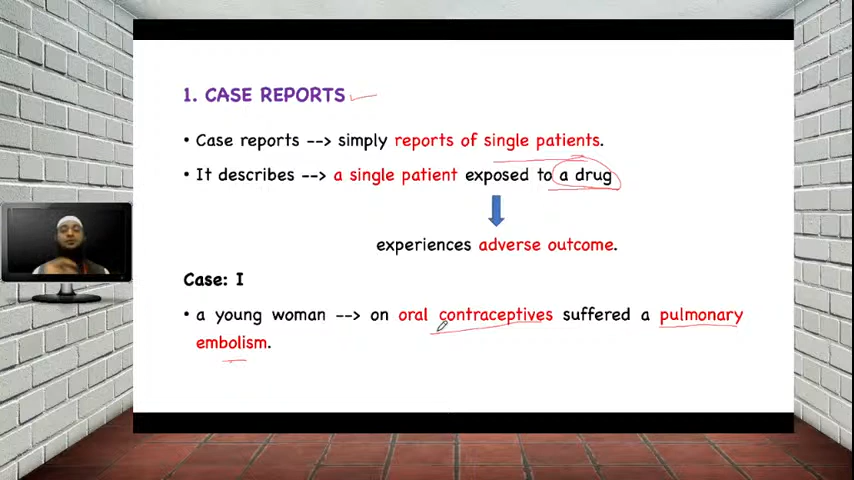 1. CASE REPORTS
• Case reports --> simply reports of single patients.
• It describes --> a single patient exposed to a drug
experiences adverse outcome.
Case: I
• a young woman --> on oral contraceptives suffered a pulmonary
embolism.